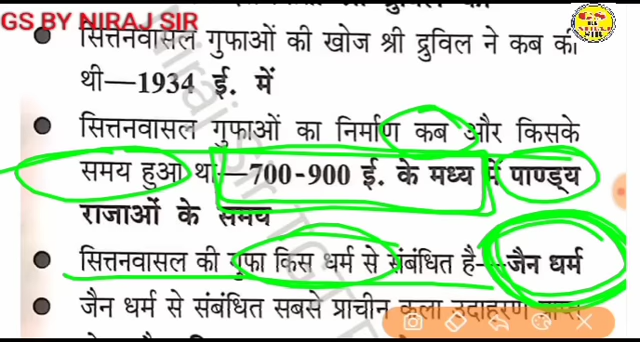 GS BY NIRAJ SIR
सित्तनवासल गुफाओं की खोज श्री द्रुविल ने कब की
थी—1934 ई. में
सित्तनवासल गुफाओं का निर्माण कब और किसके
समय हुआ था—700-900 ई. के मध्य में पाण्ड्य
राजाओं के समय
सित्तनवासल की गुफा किस धर्म से संबंधित है—जैन धर्म
जैन धर्म से संबंधित सबसे प्राचीन कला उदाहरण प्राप्त